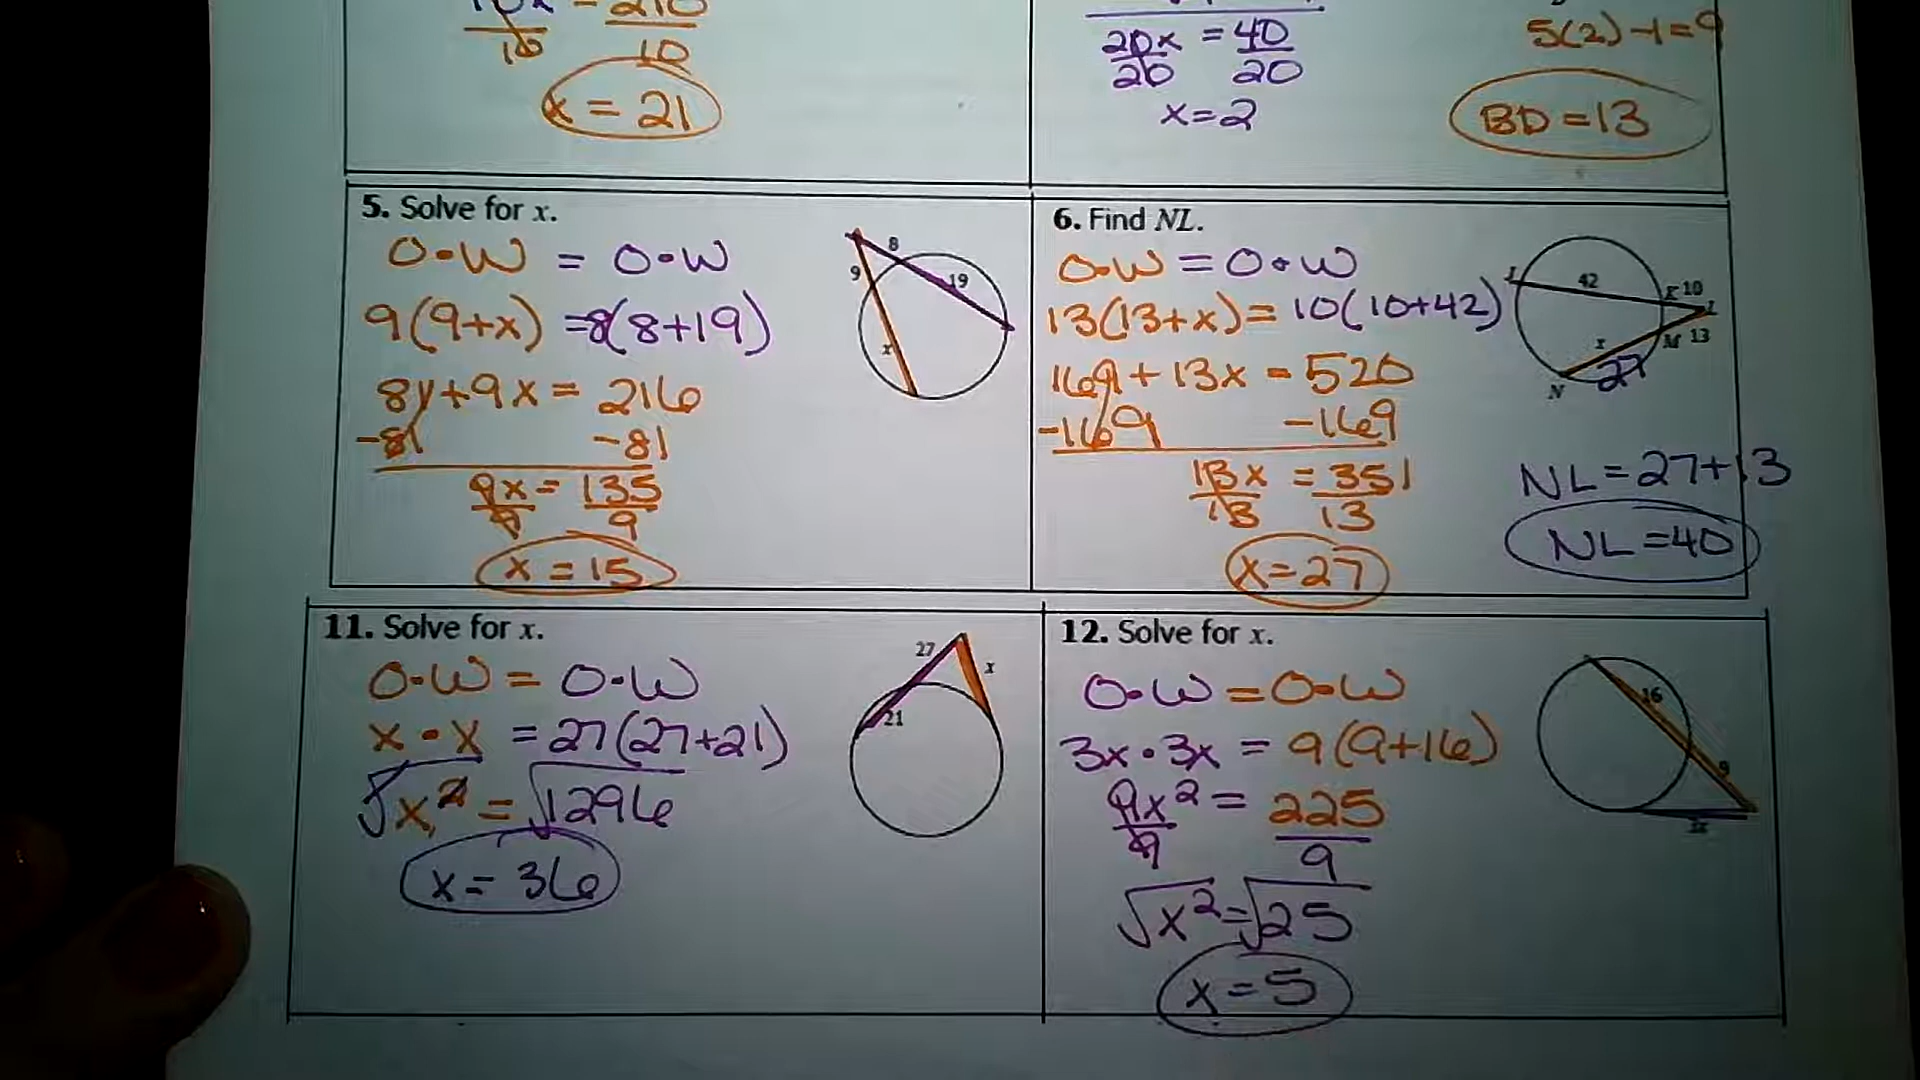 10
10
x = 21
20x = 40
20 20
x=2
5(2)-1=9
BD=13
5. Solve for x.
O•W = O•W
9(9+x) =8(8+19)
81+9x = 216
-81 -81
9x = 135
9 9
x = 15
8
9
19
x
6. Find NL.
O•W = O•W
13(13+x)=10(10+42)
169+13x = 520
-169 -169
13x = 351
13 13
x=27
J
42
K 10
L
x
M 13
27
N
NL=27+13
NL=40
11. Solve for x.
O•W = O•W
x • x = 27(27+21)
√x² = √1296
x = 36
27
x
21
12. Solve for x.
O•W = O•W
3x•3x = 9(9+16)
9x² = 225
9 9
√x² = √25
x = 5
16
9